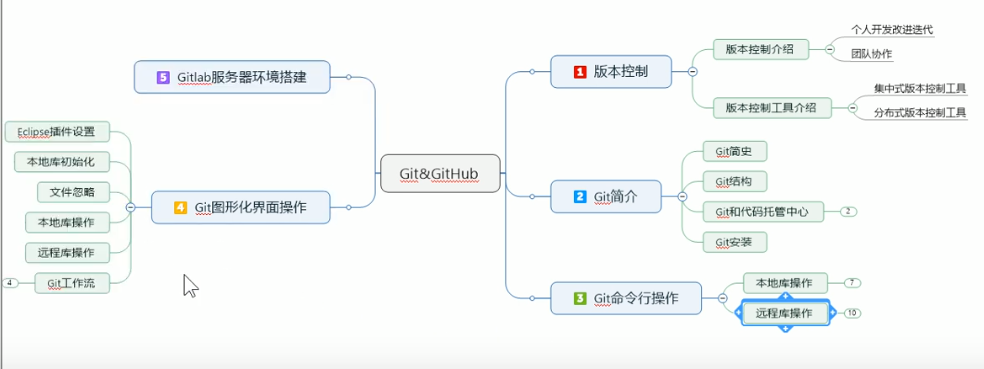 Git&GitHub
1 版本控制
版本控制介绍
个人开发改进迭代
团队协作
版本控制工具介绍
集中式版本控制工具
分布式版本控制工具
2 Git简介
Git简史
Git结构
Git和代码托管中心 2
Git安装
3 Git命令行操作
本地库操作 7
远程库操作 10
4 Git图形化界面操作
Eclipse插件设置
本地库初始化
文件忽略
本地库操作
远程库操作
Git工作流 4
5 Gitlab服务器环境搭建